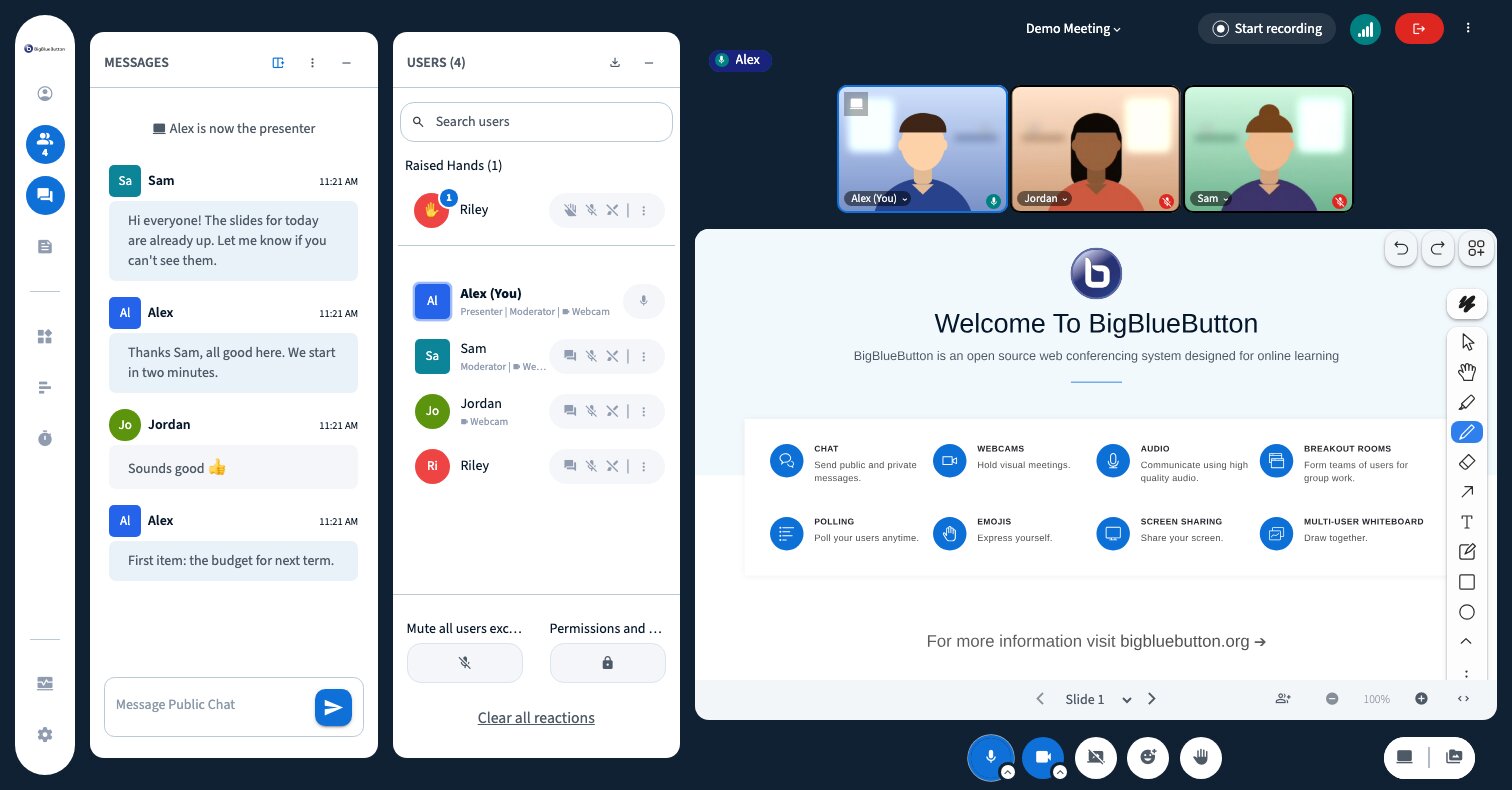 BigBlueButton
4
MESSAGES
Alex is now the presenter
Sa
Sam
11:21 AM
Hi everyone! The slides for today
are already up. Let me know if you
can't see them.
Al
Alex
11:21 AM
Thanks Sam, all good here. We start
in two minutes.
Jo
Jordan
11:21 AM
Sounds good 👍
Al
Alex
11:21 AM
First item: the budget for next term.
Message Public Chat
USERS (4)
Search users
Raised Hands (1)
1
Riley
Al
Alex (You)
Presenter | Moderator | Webcam
Sa
Sam
Moderator | We...
Jo
Jordan
Webcam
Ri
Riley
Mute all users exc...
Permissions and ...
Clear all reactions
Demo Meeting
Start recording
Alex
Alex (You)
Jordan
Sam
b
Welcome To BigBlueButton
BigBlueButton is an open source web conferencing system designed for online learning
CHAT
Send public and private
messages.
WEBCAMS
Hold visual meetings.
AUDIO
Communicate using high
quality audio.
BREAKOUT ROOMS
Form teams of users for
group work.
POLLING
Poll your users anytime.
EMOJIS
Express yourself.
SCREEN SHARING
Share your screen.
MULTI-USER WHITEBOARD
Draw together.
For more information visit bigbluebutton.org →
Slide 1
100%